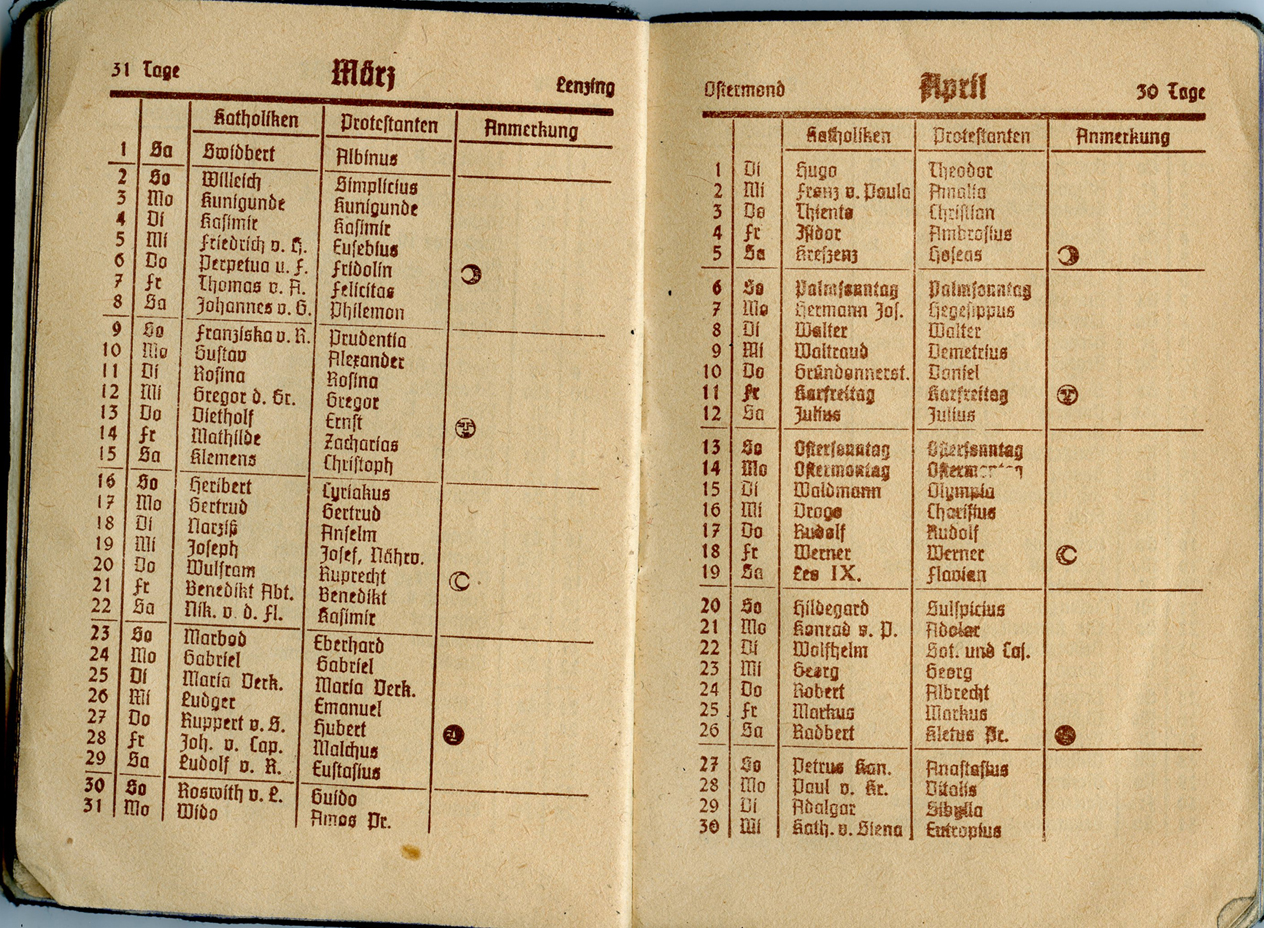 31 Tage März Lenzing
Katholiken Protestanten Anmerkung
1 Sa Swidbert Albinus
2 So Willeich Simplicius
3 Mo Kunigunde Kunigunde
4 Di Kasimir Kasimir
5 Mi Friedrich v. H. Eusebius
6 Do Perpetua u. F. Fridolin
7 Fr Thomas v. A. Felicitas
8 Sa Johannes v. G. Philemon
9 So Franziska v. R. Prudentia
10 Mo Gustav Alexander
11 Di Rosina Rosina
12 Mi Gregor d. Gr. Gregor
13 Do Dietholf Ernst
14 Fr Mathilde Zacharias
15 Sa Klemens Christoph
16 So Heribert Cyriakus
17 Mo Gertrud Gertrud
18 Di Narziß Anselm
19 Mi Joseph Josef, Nährv.
20 Do Wulfram Ruprecht
21 Fr Benedikt Abt. Benedikt
22 Sa Nik. v. d. Fl. Kasimir
23 So Marbod Eberhard
24 Mo Gabriel Gabriel
25 Di Maria Verk. Maria Verk.
26 Mi Ludger Emanuel
27 Do Ruppert v. S. Hubert
28 Fr Joh. v. Cap. Malchus
29 Sa Ludolf v. R. Eustasius
30 So Roswith v. L. Guido
31 Mo Wido Amos Pr.
Ostermond April 30 Tage
Katholiken Protestanten Anmerkung
1 Di Hugo Theodor
2 Mi Franz v. Paula Amalia
3 Do Thiento Christian
4 Fr Isidor Ambrosius
5 Sa Kreszenz Hoseas
6 So Palmsonntag Palmsonntag
7 Mo Hermann Jos. Hegesippus
8 Di Walter Walter
9 Mi Waltraud Demetrius
10 Do Gründonnerst. Daniel
11 Fr Karfreitag Karfreitag
12 Sa Julius Julius
13 So Ostersonntag Ostersonntag
14 Mo Ostermontag Ostermontag
15 Di Waldmann Olympia
16 Mi Drogo Charisius
17 Do Rudolf Rudolf
18 Fr Werner Werner
19 Sa Leo IX. Flavian
20 So Hildegard Sulspicius
21 Mo Konrad v. P. Adolar
22 Di Wolfhelm Sot. und Caj.
23 Mi Georg Georg
24 Do Robert Albrecht
25 Fr Markus Markus
26 Sa Radbert Kletus Pr.
27 So Petrus Kan. Anastasius
28 Mo Paul v. Kr. Vitalis
29 Di Adalgar Sibylla
30 Mi Kath. v. Siena Eutropius